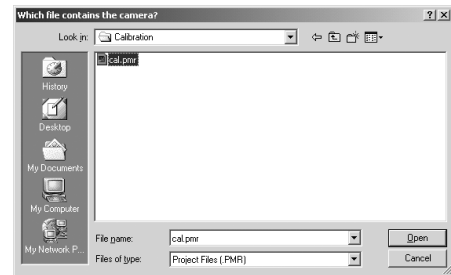 Which file contains the camera?
Look in: Calibration
cal.pmr
History
Desktop
My Documents
My Computer
My Network P...
File name: cal.pmr
Open
Files of type: Project Files (.PMR)
Cancel